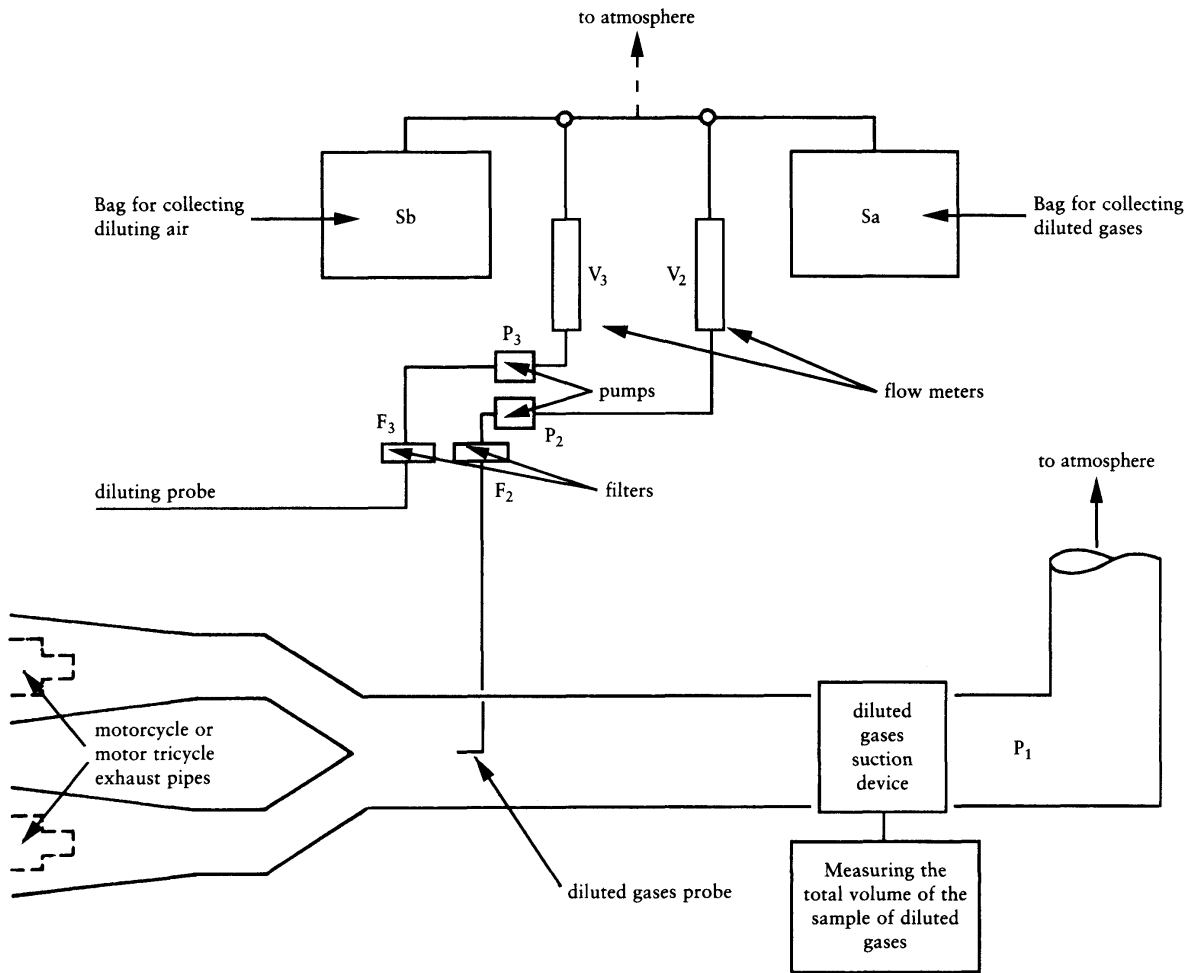 to atmosphere
Bag for collecting
diluting air
Sb
Sa
Bag for collecting
diluted gases
V3
V2
P3
pumps
flow meters
F3
P2
to atmosphere
diluting probe
F2
filters
motorcycle or
motor tricycle
exhaust pipes
diluted
gases
suction
device
P1
diluted gases probe
Measuring the
total volume of the
sample of diluted
gases